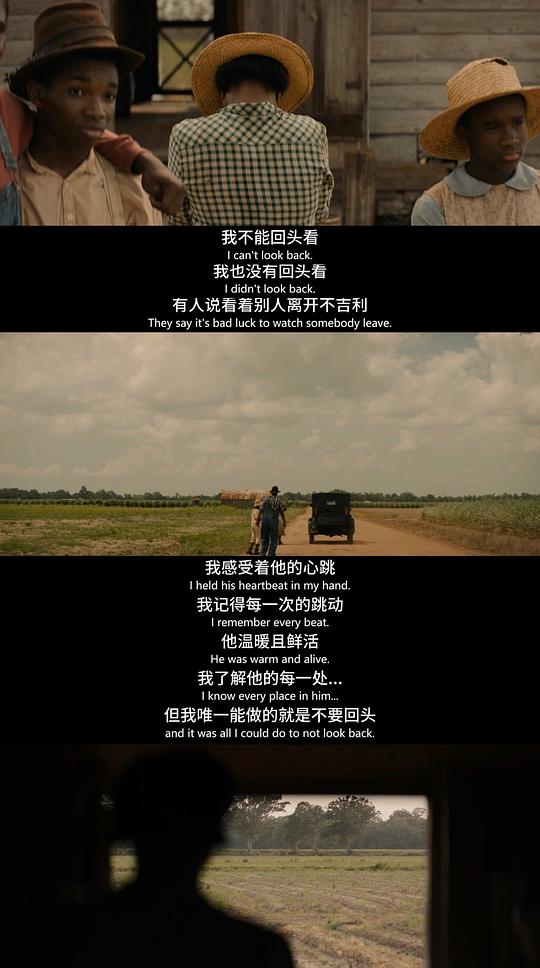 我不能回头看
I can't look back.
我也没有回头看
I didn't look back.
有人说看着别人离开不吉利
They say it's bad luck to watch somebody leave.
我感受着他的心跳
I held his heartbeat in my hand.
我记得每一次的跳动
I remember every beat.
他温暖且鲜活
He was warm and alive.
我了解他的每一处...
I know every place in him...
但我唯一能做的就是不要回头
and it was all I could do to not look back.